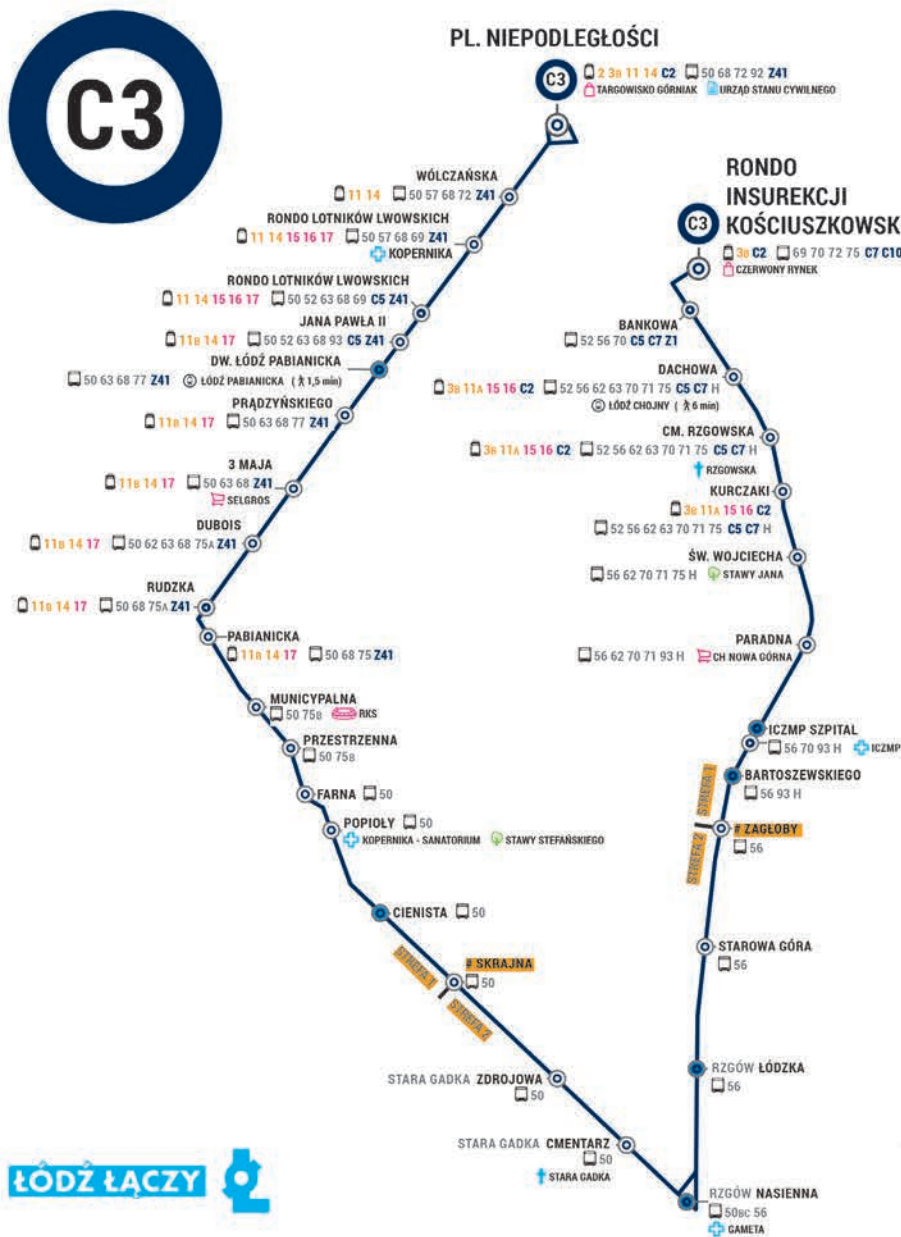 C3
PL. NIEPODLEGŁOŚCI
C3
2 3B 11 14 C2 50 68 72 92 Z41
TARGOWISKO GÓRNIAK URZĄD STANU CYWILNEGO
WÓLCZAŃSKA
11 14 50 57 68 72 Z41
RONDO LOTNIKÓW LWOWSKICH
11 14 15 16 17 50 57 68 69 Z41
KOPERNIKA
RONDO LOTNIKÓW LWOWSKICH
11 14 15 16 17 50 52 63 68 69 C5 Z41
JANA PAWŁA II
11B 14 17 50 52 63 68 93 C5 Z41
DW. ŁÓDŹ PABIANICKA
50 63 68 77 Z41 ŁÓDŹ PABIANICKA ( 1,5 min)
PRĄDZYŃSKIEGO
11B 14 17 50 63 68 77 Z41
3 MAJA
11B 14 17 50 63 68 Z41
SELGROS
DUBOIS
11B 14 17 50 62 63 68 75A Z41
RUDZKA
11B 14 17 50 68 75A Z41
PABIANICKA
11B 14 17 50 68 75 Z41
MUNICYPALNA
50 75B RKS
PRZESTRZENNA
50 75B
FARNA 50
POPIOŁY 50
KOPERNIKA - SANATORIUM STAWY STEFAŃSKIEGO
CIENISTA 50
STREFA 1
# SKRAJNA
50
STREFA 2
STARA GADKA ZDROJOWA
50
STARA GADKA CMENTARZ
50
STARA GADKA
RZGÓW NASIENNA
50BC 56
GAMETA
RONDO
INSUREKCJI
KOŚCIUSZKOWSK
C3
3B C2 69 70 72 75 C7 C10
CZERWONY RYNEK
BANKOWA
52 56 70 C5 C7 Z1
DACHOWA
3B 11A 15 16 C2 52 56 62 63 70 71 75 C5 C7 H
ŁÓDŹ CHOJNY ( 6 min)
CM. RZGOWSKA
3B 11A 15 16 C2 52 56 62 63 70 71 75 C5 C7 H
RZGOWSKA
KURCZAKI
3B 11A 15 16 C2
52 56 62 63 70 71 75 C5 C7 H
ŚW. WOJCIECHA
56 62 70 71 75 H STAWY JANA
PARADNA
56 62 70 71 93 H CH NOWA GÓRNA
ICZMP SZPITAL
56 70 93 H ICZMP
BARTOSZEWSKIEGO
56 93 H
STREFA 1
# ZAGŁOBY
56
STREFA 2
STAROWA GÓRA
56
RZGÓW ŁÓDZKA
56
ŁÓDŹ ŁĄCZY